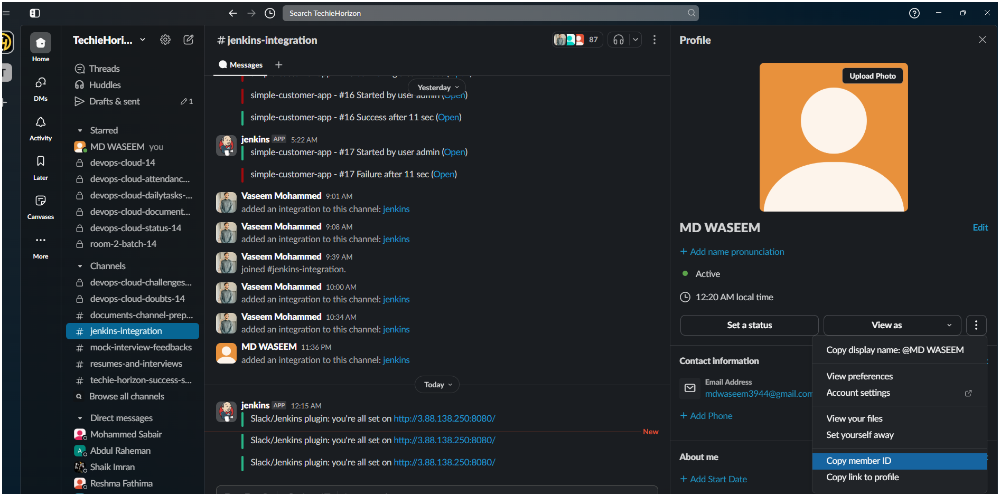 Search TechieHorizon
Home
DMs
Activity
Later
Canvases
More
TechieHori...
Threads
Huddles
Drafts & sent
1
Starred
MD WASEEM you
devops-cloud-14
devops-cloud-attendanc...
devops-cloud-dailytasks-...
devops-cloud-document...
devops-cloud-status-14
room-2-batch-14
Channels
devops-cloud-challenges...
devops-cloud-doubts-14
# documents-channel-prep...
# jenkins-integration
# mock-interview-feedbacks
# resumes-and-interviews
# techie-horizon-success-s...
Browse all channels
Direct messages
Mohammed Sabair
A Abdul Raheman
Shaik Imran
Reshma Fathima
# jenkins-integration
87
Messages
Yesterday
simple-customer-app - #16 Started by user admin (Open)
simple-customer-app - #16 Success after 11 sec (Open)
jenkins APP 5:22 AM
simple-customer-app - #17 Started by user admin (Open)
simple-customer-app - #17 Failure after 11 sec (Open)
Vaseem Mohammed 9:01 AM
added an integration to this channel: jenkins
Vaseem Mohammed 9:08 AM
added an integration to this channel: jenkins
Vaseem Mohammed 9:39 AM
joined #jenkins-integration.
Vaseem Mohammed 10:00 AM
added an integration to this channel: jenkins
Vaseem Mohammed 10:34 AM
added an integration to this channel: jenkins
MD WASEEM 11:36 PM
added an integration to this channel: jenkins
Today
jenkins APP 12:15 AM
Slack/Jenkins plugin: you're all set on http://3.88.138.250:8080/
New
Slack/Jenkins plugin: you're all set on http://3.88.138.250:8080/
Slack/Jenkins plugin: you're all set on http://3.88.138.250:8080/
Profile
Upload Photo
MD WASEEM
Edit
+ Add name pronunciation
Active
12:20 AM local time
Set a status
View as
Contact information
Email Address
mdwaseem3944@gmail.com
+ Add Phone
About me
+ Add Start Date
Copy display name: @MD WASEEM
View preferences
Account settings
View your files
Set yourself away
Copy member ID
Copy link to profile